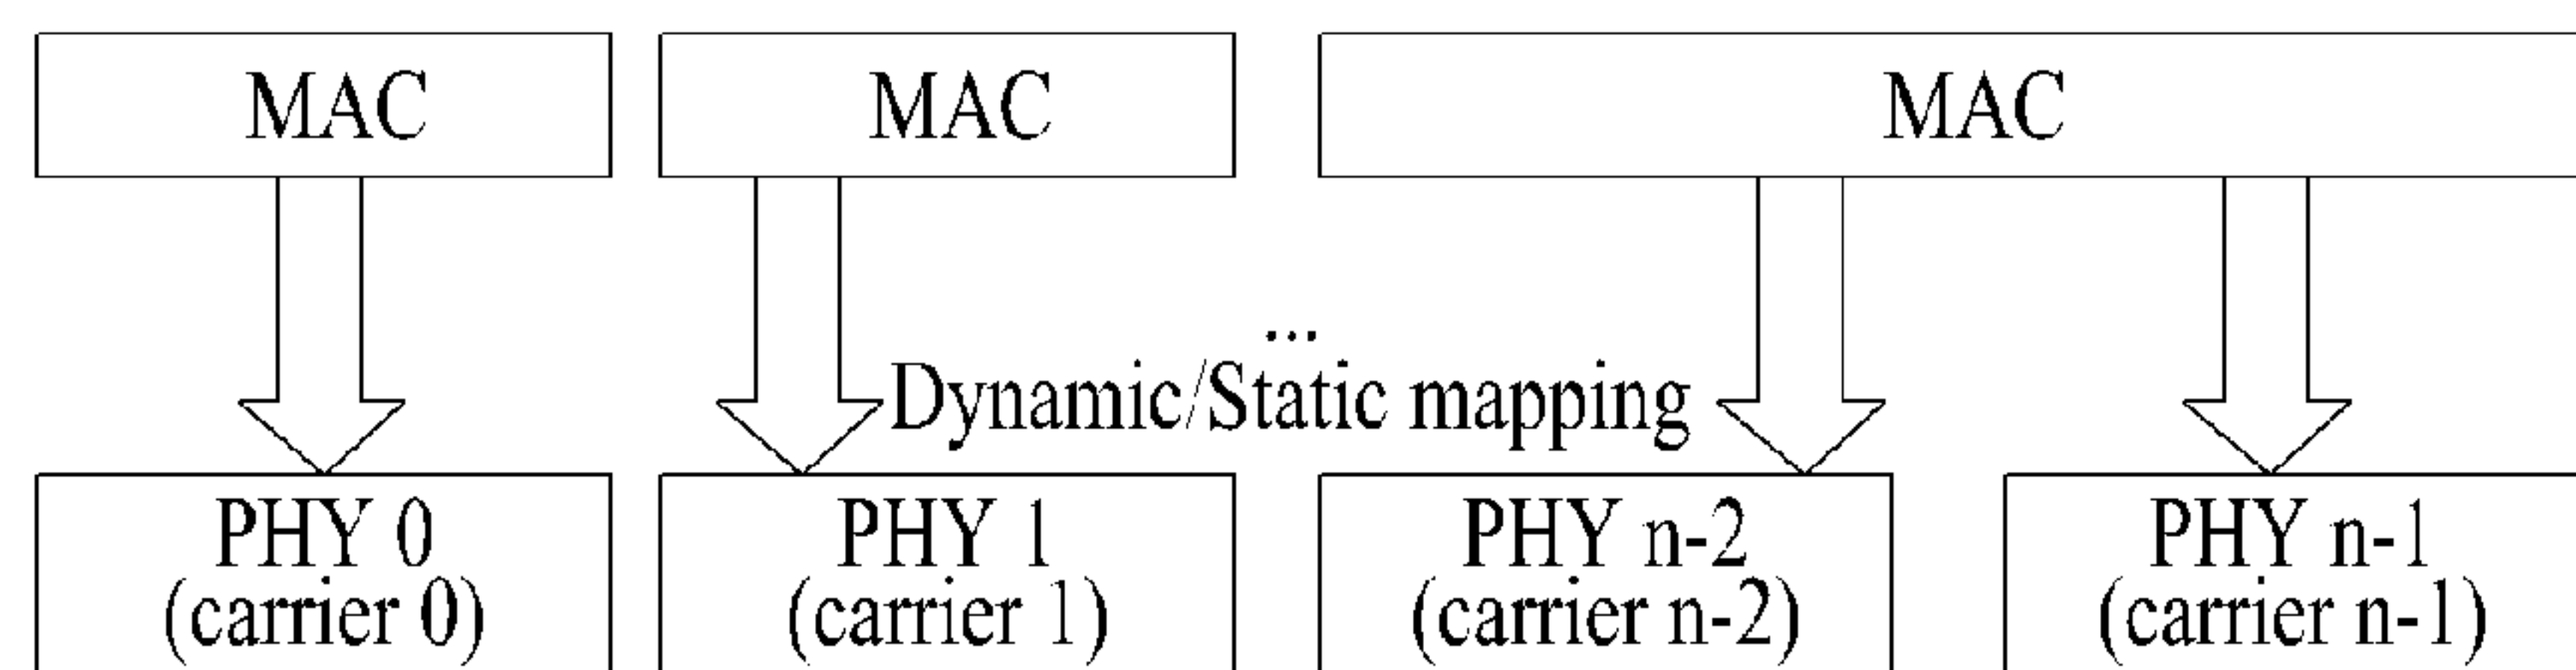 MAC
MAC
MAC
...
Dynamic/Static mapping
PHY 0
(carrier 0)
PHY 1
(carrier 1)
PHY n-2
(carrier n-2)
PHY n-1
(carrier n-1)